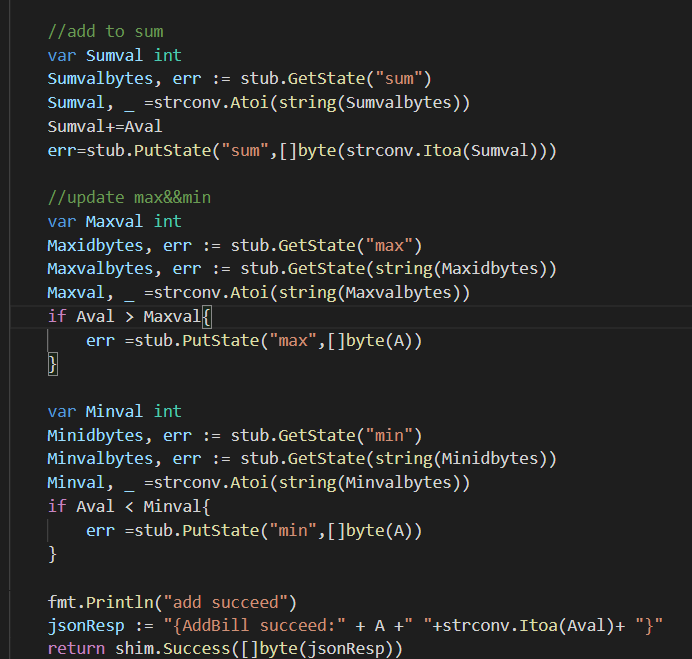 //add to sum
var Sumval int
Sumvalbytes, err := stub.GetState("sum")
Sumval, _ =strconv.Atoi(string(Sumvalbytes))
Sumval+=Aval
err=stub.PutState("sum",[]byte(strconv.Itoa(Sumval)))
//update max&&min
var Maxval int
Maxidbytes, err := stub.GetState("max")
Maxvalbytes, err := stub.GetState(string(Maxidbytes))
Maxval, _ =strconv.Atoi(string(Maxvalbytes))
if Aval > Maxval{
err =stub.PutState("max",[]byte(A))
}
var Minval int
Minidbytes, err := stub.GetState("min")
Minvalbytes, err := stub.GetState(string(Minidbytes))
Minval, _ =strconv.Atoi(string(Minvalbytes))
if Aval < Minval{
err =stub.PutState("min",[]byte(A))
}
fmt.Println("add succeed")
jsonResp := "{AddBill succeed:" + A +" "+strconv.Itoa(Aval)+ "}"
return shim.Success([]byte(jsonResp))